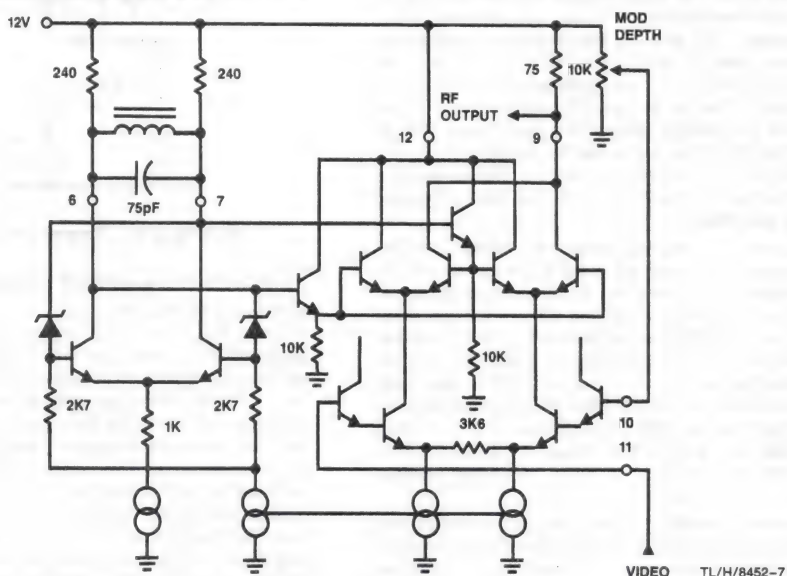 12V
MOD
DEPTH
240
240
75
10K
RF
OUTPUT
12
9
6
75pF
7
10K
10K
2K7
1K
2K7
3K6
10
11
VIDEO
TL/H/8452-7